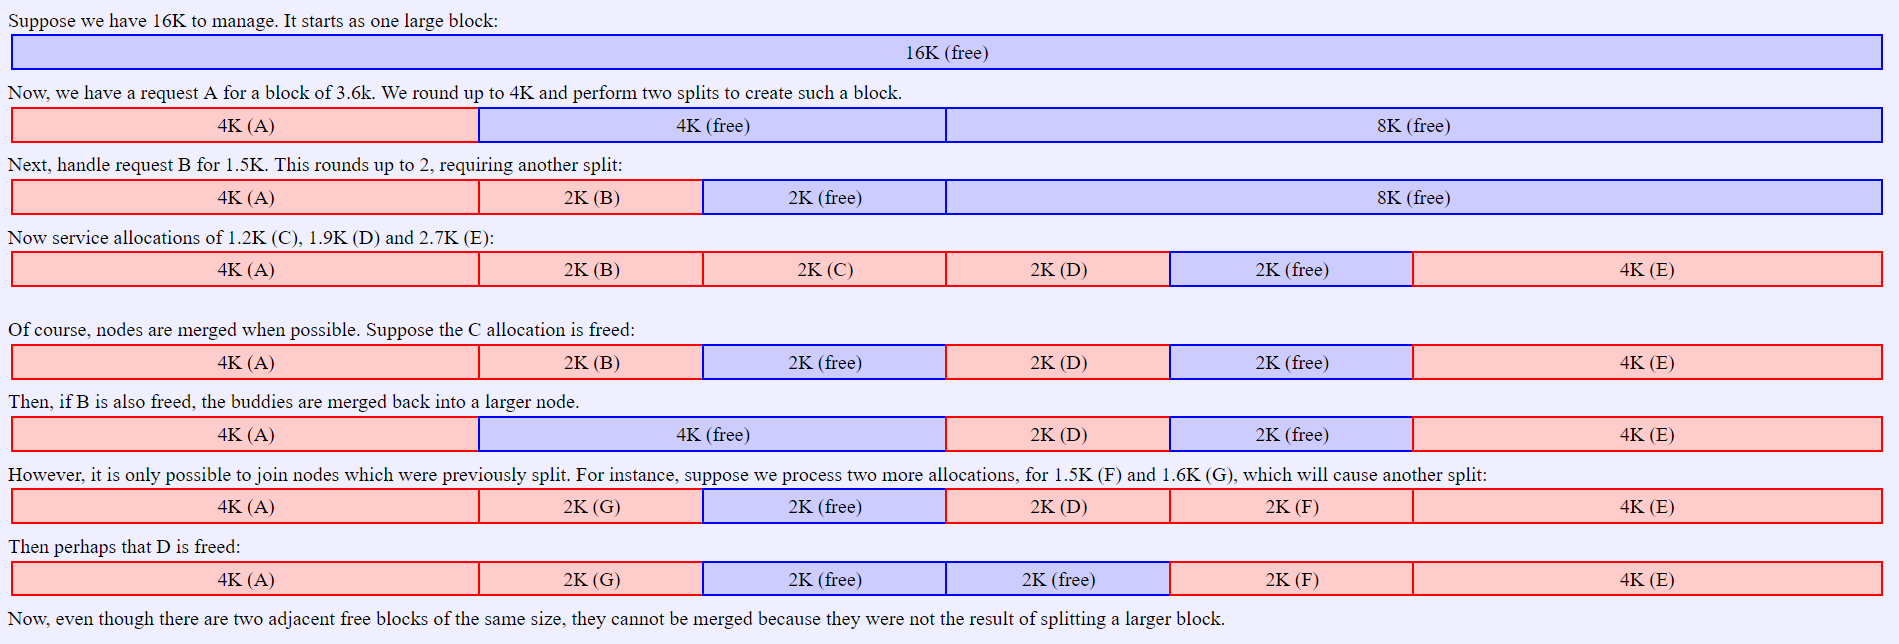 Suppose we have 16K to manage. It starts as one large block:
16K (free)
Now, we have a request A for a block of 3.6k. We round up to 4K and perform two splits to create such a block.
4K (A) 4K (free) 8K (free)
Next, handle request B for 1.5K. This rounds up to 2, requiring another split:
4K (A) 2K (B) 2K (free) 8K (free)
Now service allocations of 1.2K (C), 1.9K (D) and 2.7K (E):
4K (A) 2K (B) 2K (C) 2K (D) 2K (free) 4K (E)
Of course, nodes are merged when possible. Suppose the C allocation is freed:
4K (A) 2K (B) 2K (free) 2K (D) 2K (free) 4K (E)
Then, if B is also freed, the buddies are merged back into a larger node.
4K (A) 4K (free) 2K (D) 2K (free) 4K (E)
However, it is only possible to join nodes which were previously split. For instance, suppose we process two more allocations, for 1.5K (F) and 1.6K (G), which will cause another split:
4K (A) 2K (G) 2K (free) 2K (D) 2K (F) 4K (E)
Then perhaps that D is freed:
4K (A) 2K (G) 2K (free) 2K (free) 2K (F) 4K (E)
Now, even though there are two adjacent free blocks of the same size, they cannot be merged because they were not the result of splitting a larger block.